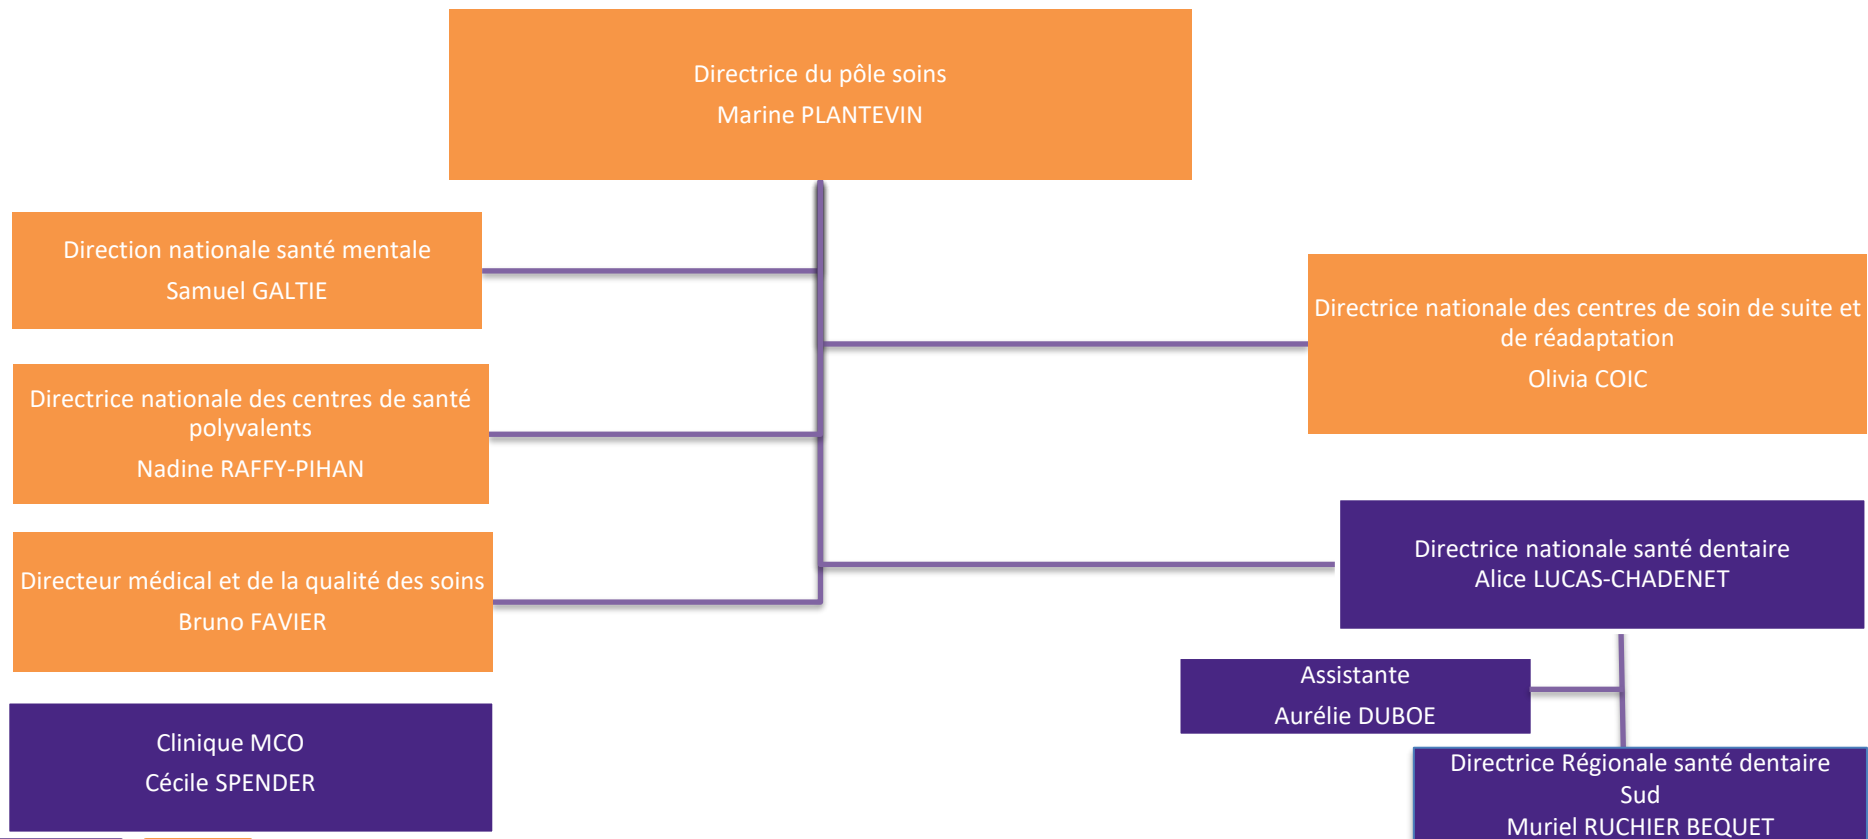 Directrice du pôle soins
Marine PLANTEVIN
Direction nationale santé mentale
Samuel GALTIE
Directrice nationale des centres de soin de suite et
de réadaptation
Olivia COIC
Directrice nationale des centres de santé
polyvalents
Nadine RAFFY-PIHAN
Directrice nationale santé dentaire
Alice LUCAS-CHADENET
Directeur médical et de la qualité des soins
Bruno FAVIER
Assistante
Aurélie DUBOE
Clinique MCO
Cécile SPENDER
Directrice Régionale santé dentaire
Sud
Muriel RUCHIER BEQUET